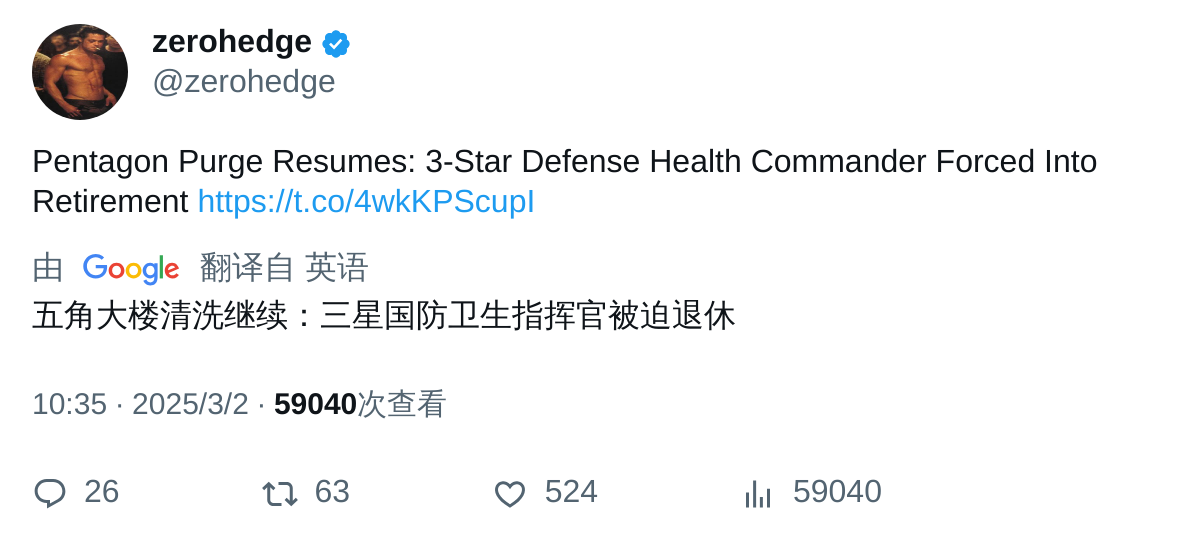 zerohedge
@zerohedge
Pentagon Purge Resumes: 3-Star Defense Health Commander Forced Into
Retirement https://t.co/4wkKPScupI
由 Google 翻译自 英语
五角大楼清洗继续：三星国防卫生指挥官被迫退休
10:35 · 2025/3/2 · 59040次查看
26 63 524 59040